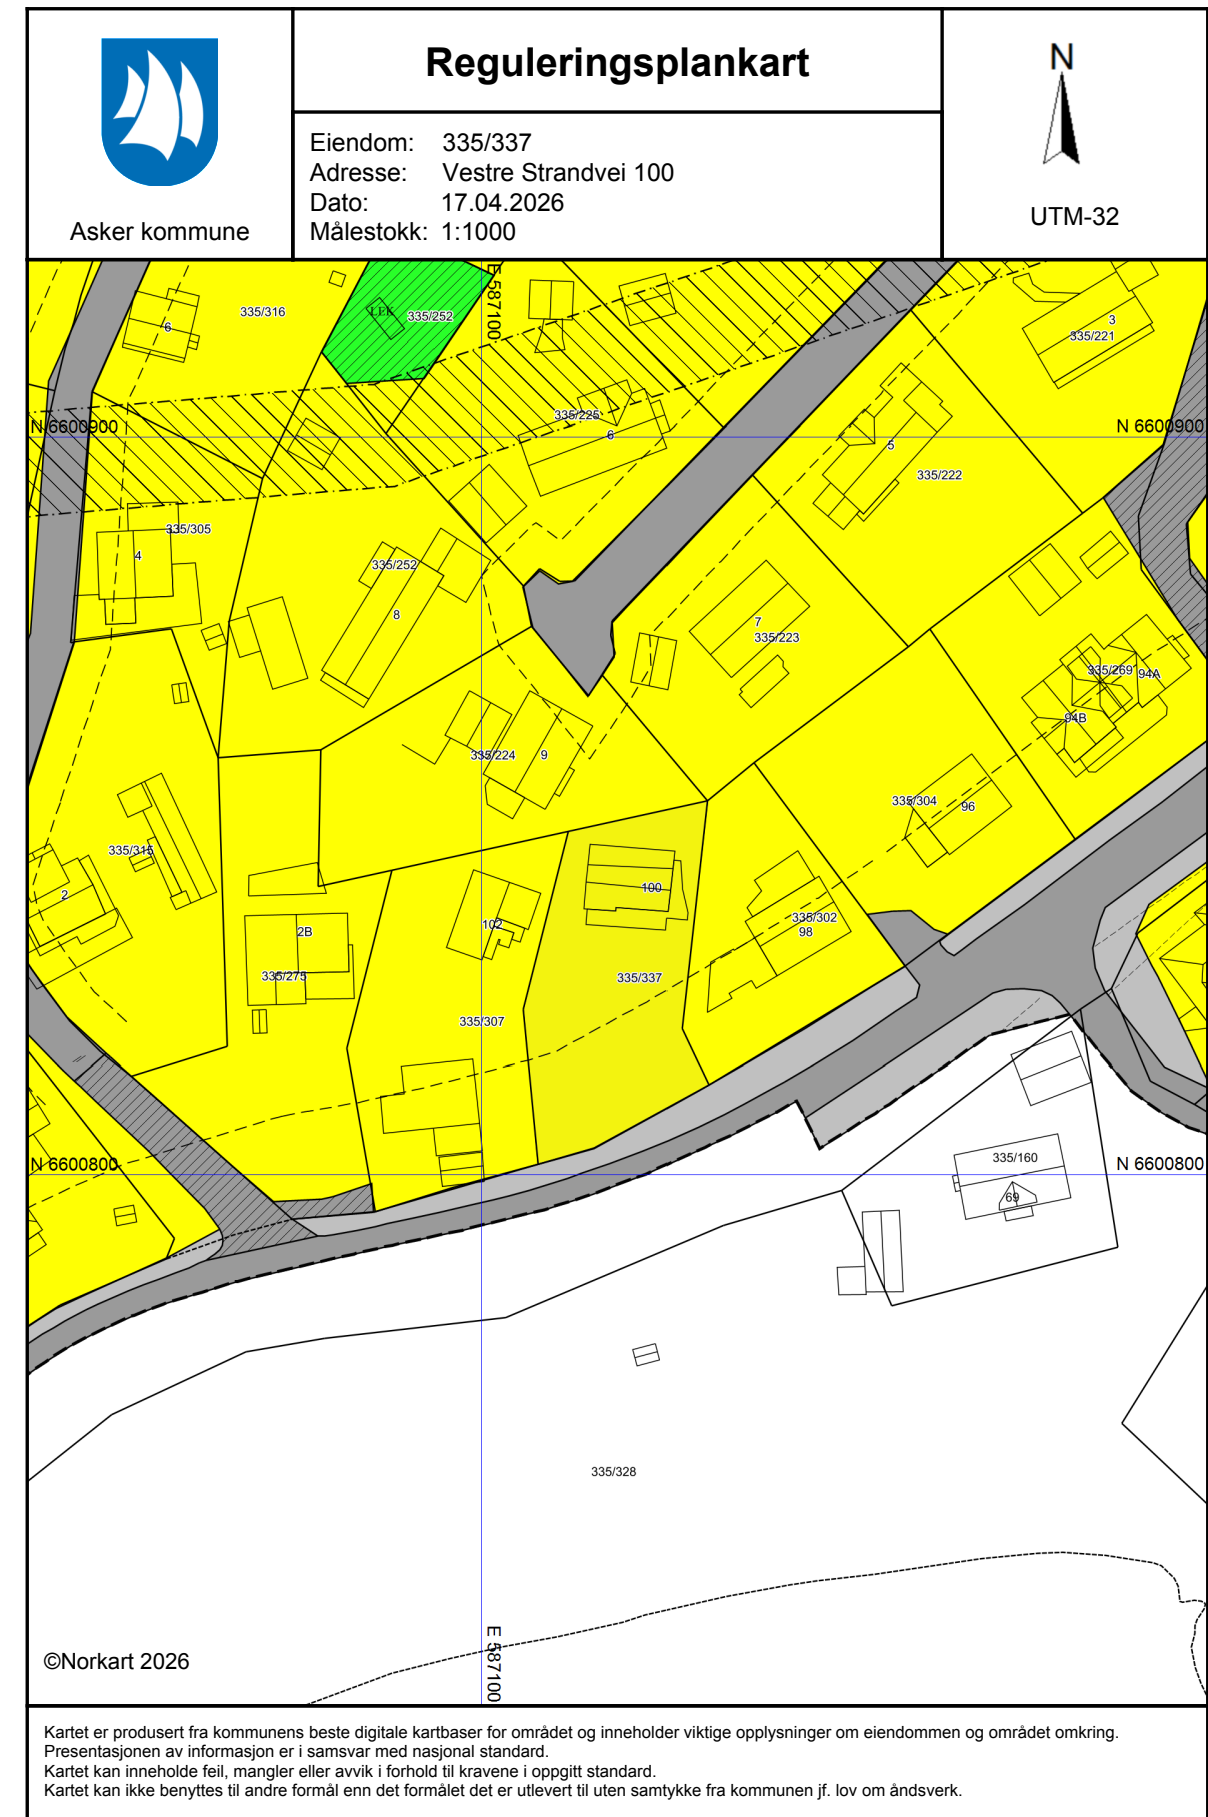 Reguleringsplankart
Eiendom: 335/337
Adresse: Vestre Strandvei 100
Dato: 17.04.2026
Målestokk: 1:1000
Asker kommune
N
UTM-32
E 587100
335/316
LEK
335/252
6
3
335/221
335/225
6
N 6600900
N 6600900
5
335/222
335/305
4
335/252
8
7
335/223
335/269
94A
94B
335/224
9
335/304
96
335/315
2
100
335/302
98
102
2B
335/275
335/337
335/307
N 6600800
N 6600800
335/160
69
335/328
E 587100
©Norkart 2026
Kartet er produsert fra kommunens beste digitale kartbaser for området og inneholder viktige opplysninger om eiendommen og området omkring.
Presentasjonen av informasjon er i samsvar med nasjonal standard.
Kartet kan inneholde feil, mangler eller avvik i forhold til kravene i oppgitt standard.
Kartet kan ikke benyttes til andre formål enn det formålet det er utlevert til uten samtykke fra kommunen jf. lov om åndsverk.